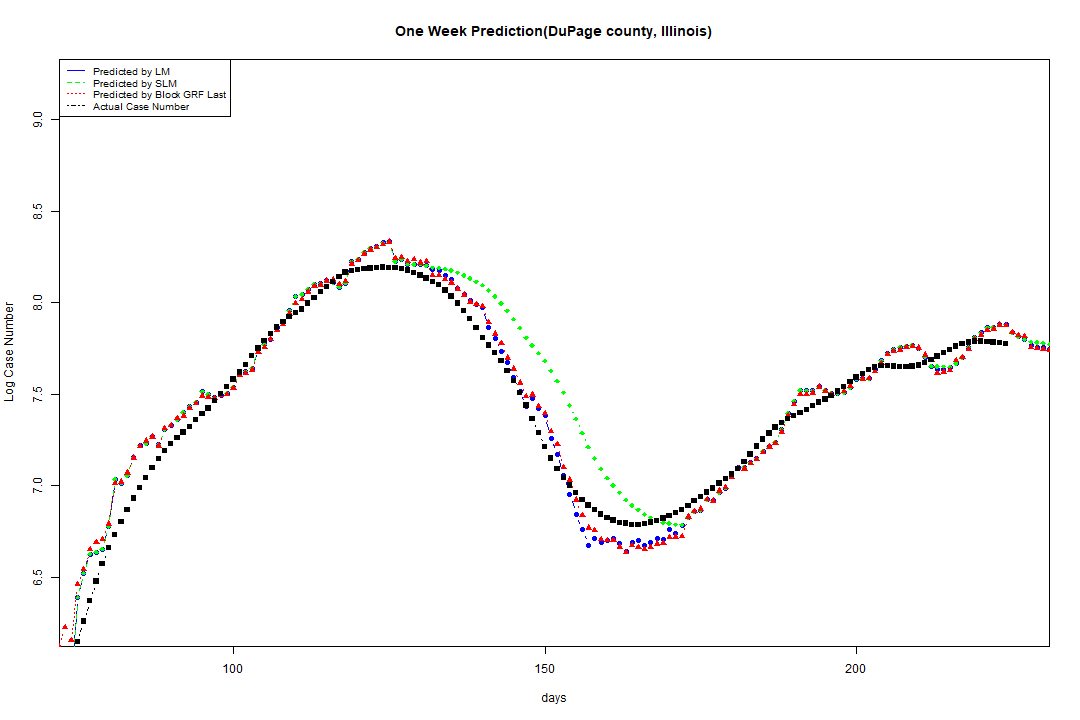 One Week Prediction(DuPage county, Illinois)
Predicted by LM
Predicted by SLM
Predicted by Block GRF Last
Actual Case Number
9.0
8.5
8.0
7.5
7.0
6.5
Log Case Number
100 150 200
days